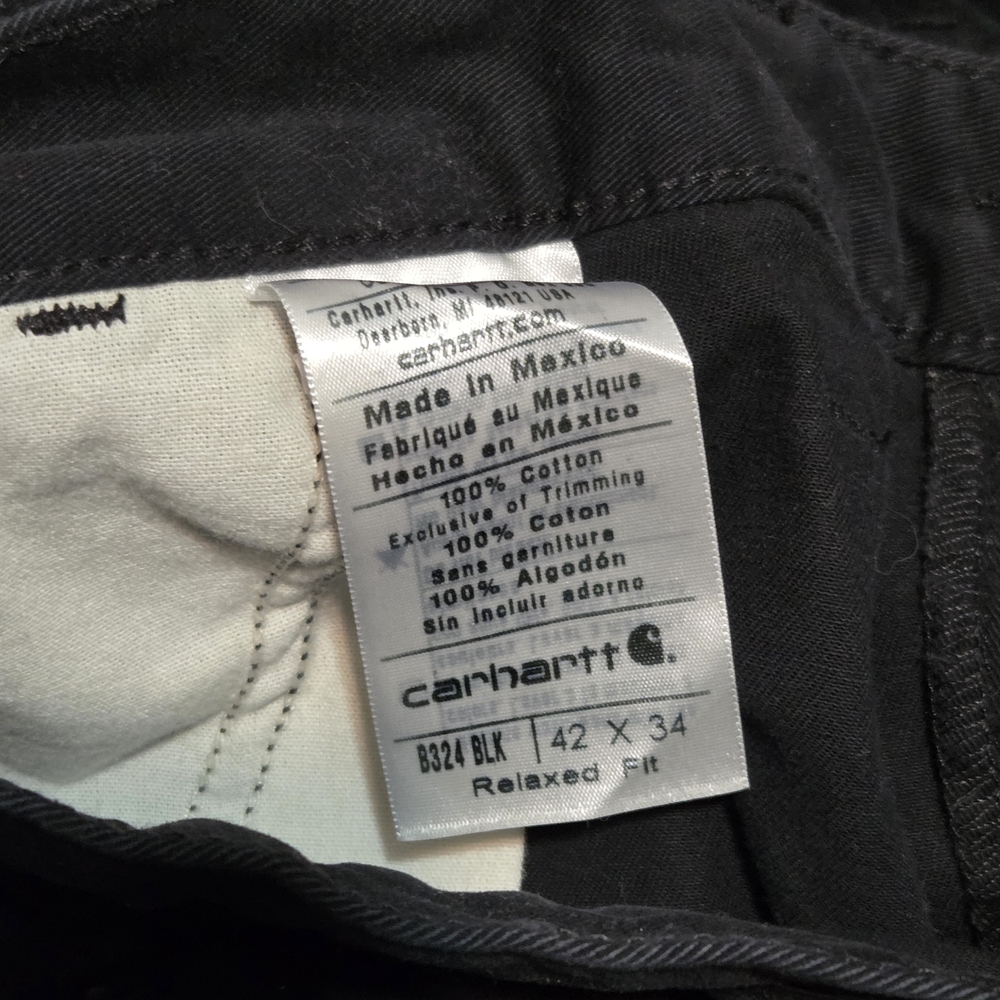 Carhartt, Inc. P.O.
Dearborn, MI 48121 USA
carhartt.com
Made in Mexico
Fabriqué au Mexique
Hecho en México
100% Cotton
Exclusive of Trimming
100% Coton
Sans garniture
100% Algodón
Sin incluir adorno
carhartt
B324 BLK | 42 X 34
Relaxed Fit